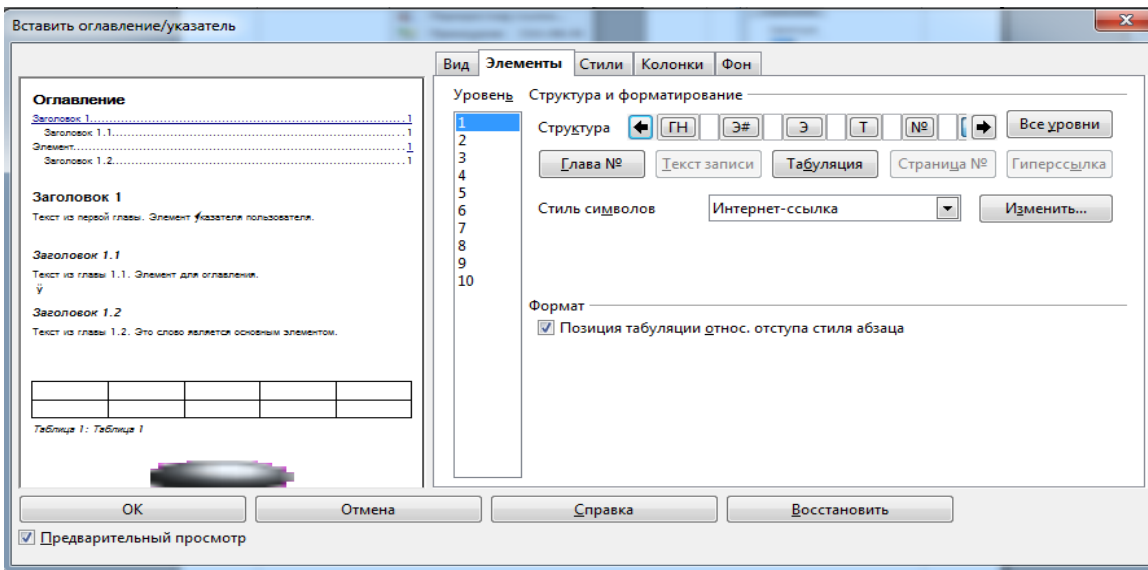 Вставить оглавление/указатель
Оглавление
Заголовок 1.......................................................................1
Заголовок 1.1..................................................................1
Элемент...........................................................................1
Заголовок 1.2..................................................................1
Заголовок 1
Текст из первой главы. Элемент указателя пользователя.
Заголовок 1.1
Текст из главы 1.1. Элемент для оглавления.
ÿ
Заголовок 1.2
Текст из главы 1.2. Это слово является основным элементом.
Таблица 1: Таблица 1
Вид Элементы Стили Колонки Фон
Уровень Структура и форматирование
1
2
3
4
5
6
7
8
9
10
Структура ГН Э# Э Т № Все уровни
Глава № Текст записи Табуляция Страница № Гиперссылка
Стиль символов Интернет-ссылка Изменить...
Формат
Позиция табуляции относ. отступа стиля абзаца
ОК Отмена Справка Восстановить
Предварительный просмотр